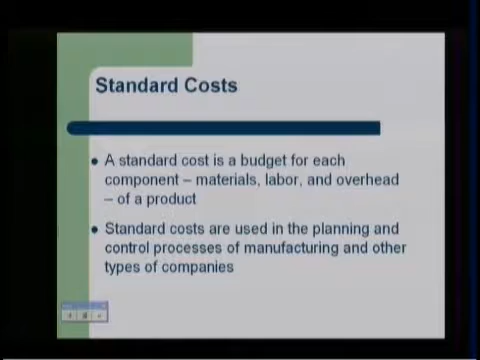 Standard Costs
• A standard cost is a budget for each
component – materials, labor, and overhead
– of a product
• Standard costs are used in the planning and
control processes of manufacturing and other
types of companies